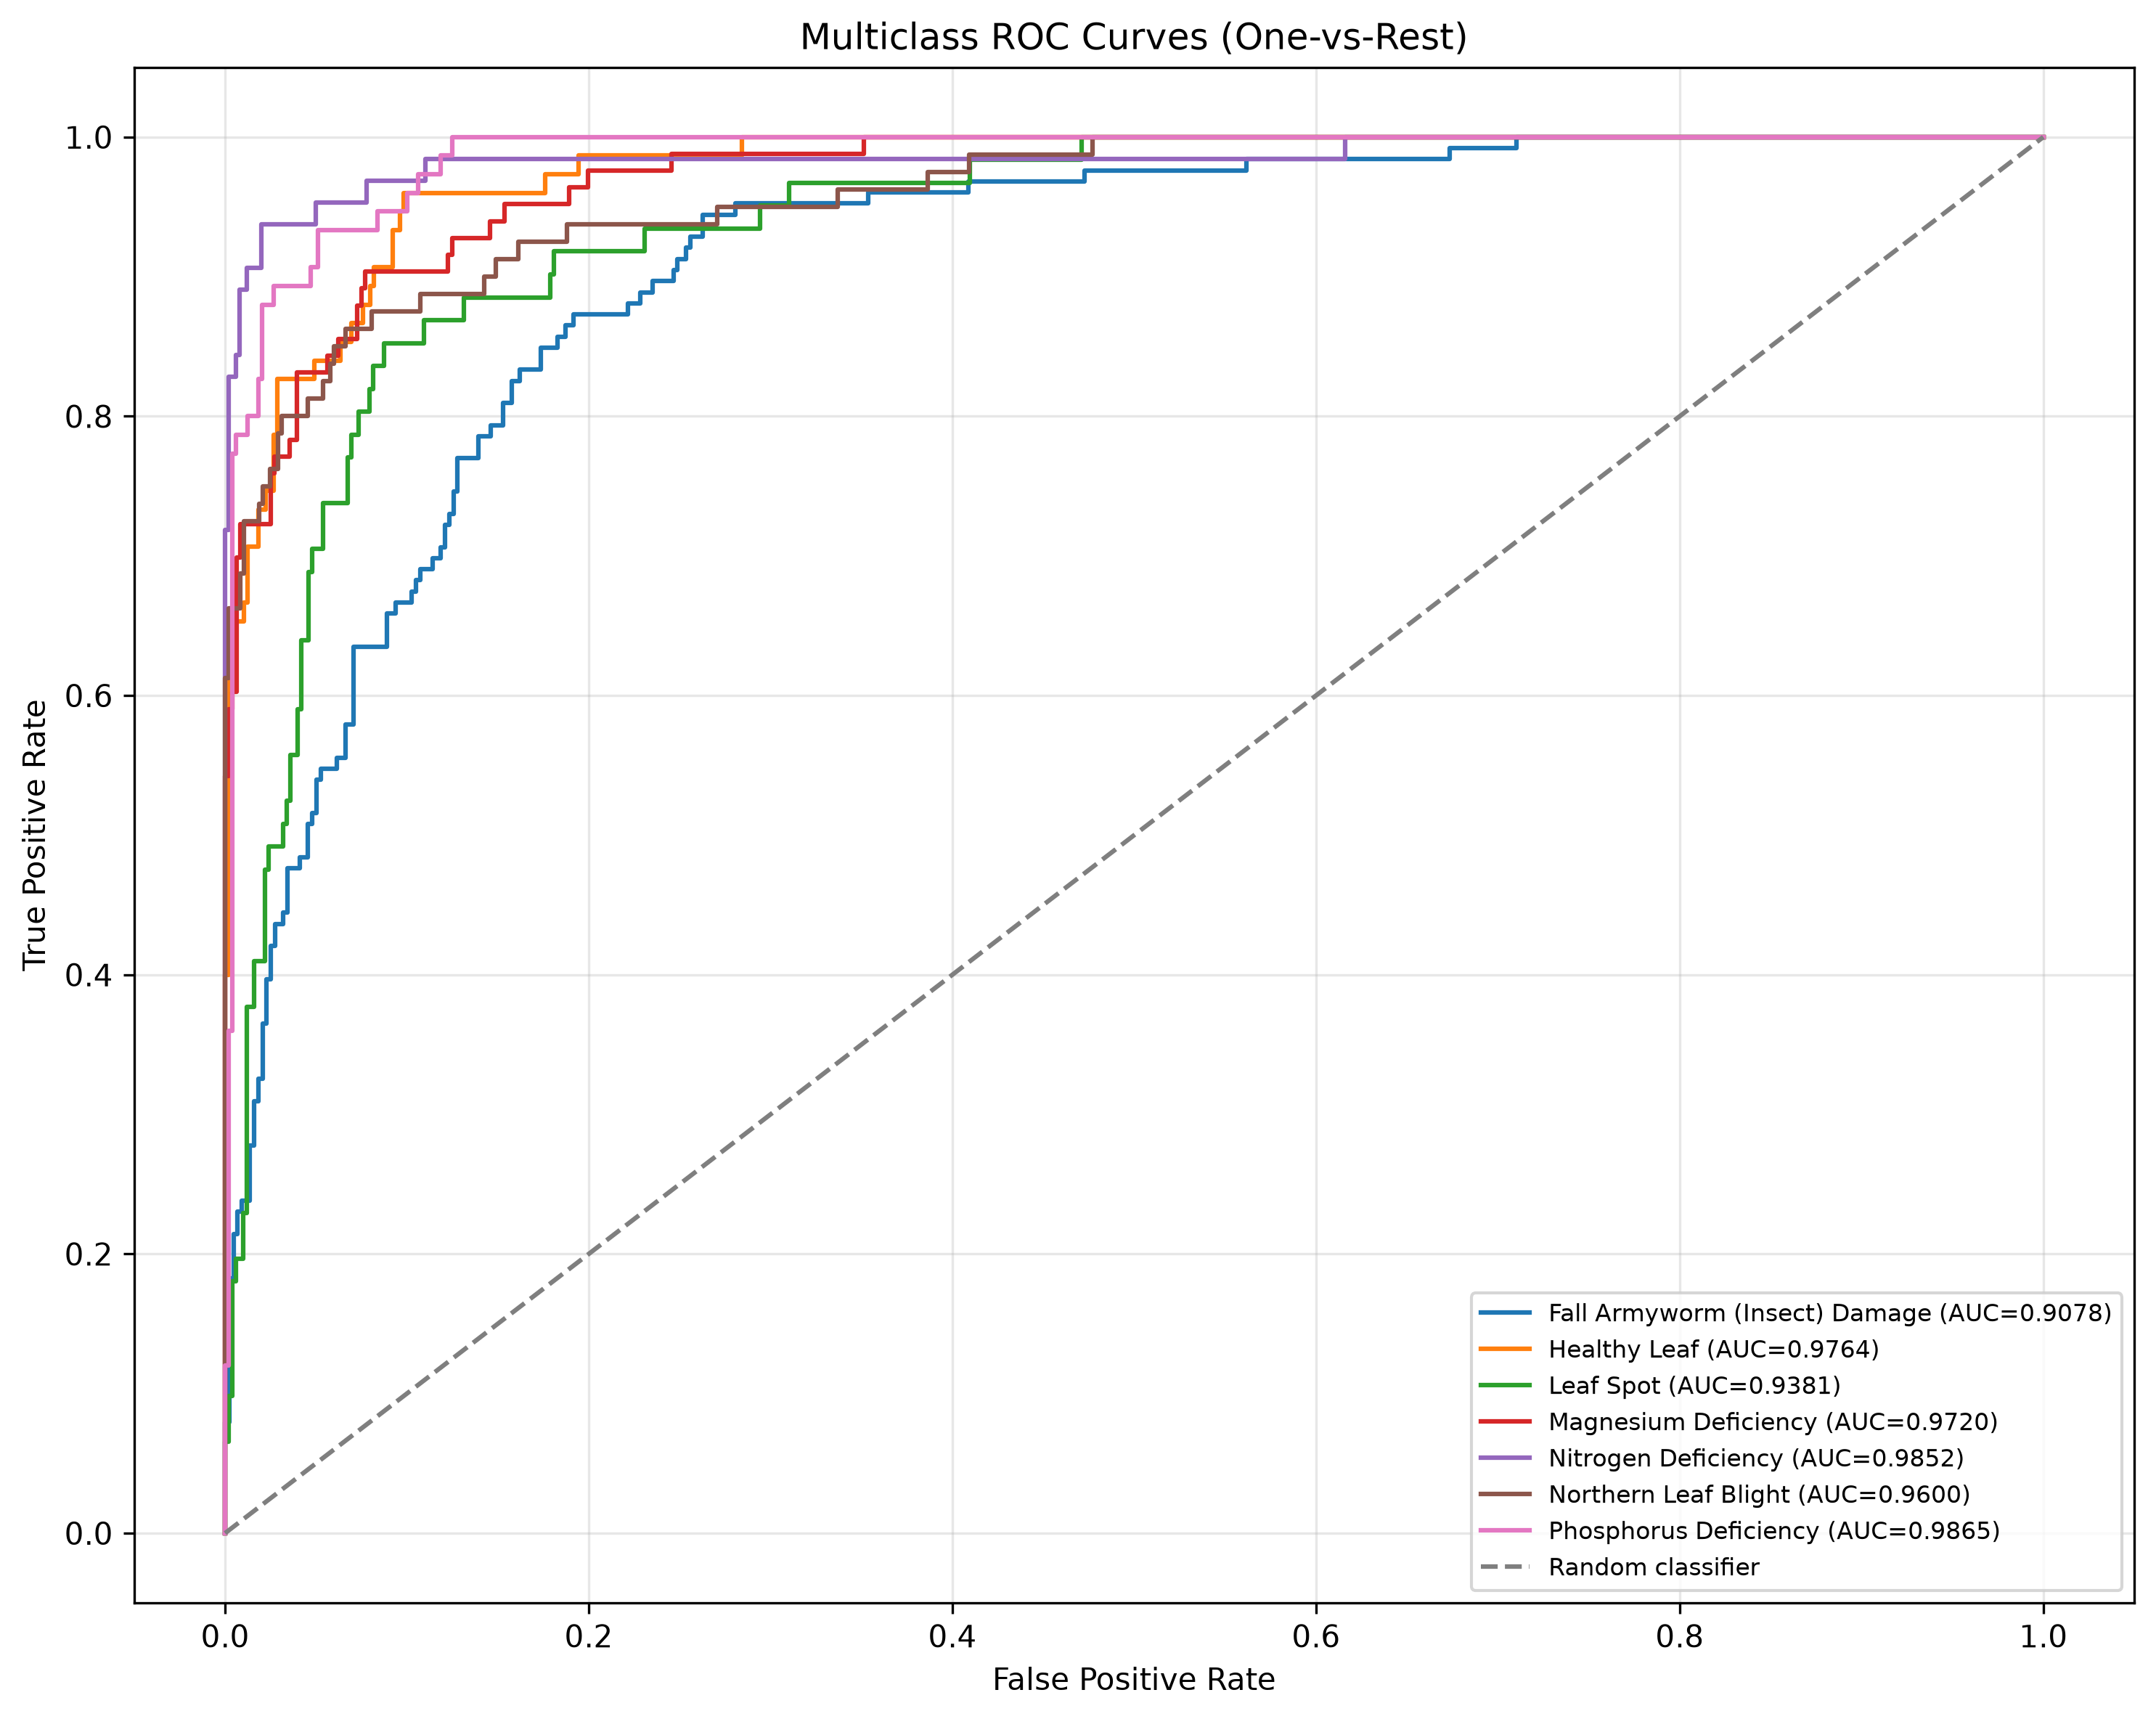 Multiclass ROC Curves (One-vs-Rest)
True Positive Rate
1.0
0.8
0.6
0.4
0.2
0.0
0.0 0.2 0.4 0.6 0.8 1.0
False Positive Rate
Fall Armyworm (Insect) Damage (AUC=0.9078)
Healthy Leaf (AUC=0.9764)
Leaf Spot (AUC=0.9381)
Magnesium Deficiency (AUC=0.9720)
Nitrogen Deficiency (AUC=0.9852)
Northern Leaf Blight (AUC=0.9600)
Phosphorus Deficiency (AUC=0.9865)
Random classifier